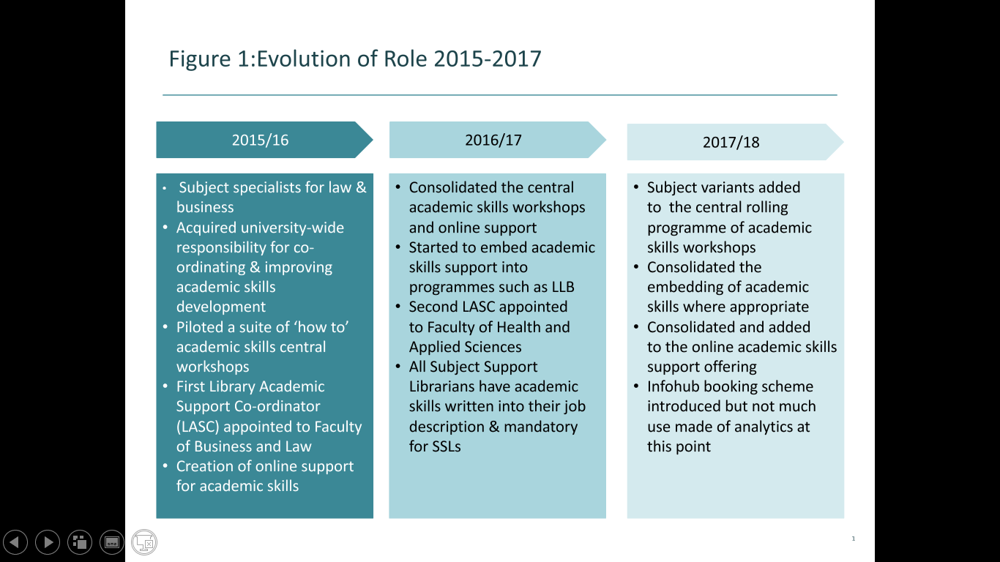 Figure 1:Evolution of Role 2015-2017
2015/16
• Subject specialists for law &
business
• Acquired university-wide
responsibility for co-
ordinating & improving
academic skills
development
• Piloted a suite of ‘how to’
academic skills central
workshops
• First Library Academic
Support Co-ordinator
(LASC) appointed to Faculty
of Business and Law
• Creation of online support
for academic skills
2016/17
• Consolidated the central
academic skills workshops
and online support
• Started to embed academic
skills support into
programmes such as LLB
• Second LASC appointed
to Faculty of Health and
Applied Sciences
• All Subject Support
Librarians have academic
skills written into their job
description & mandatory
for SSLs
2017/18
• Subject variants added
to  the central rolling
programme of academic
skills workshops
• Consolidated the
embedding of academic
skills where appropriate
• Consolidated and added
to the online academic skills
support offering
• Infohub booking scheme
introduced but not much
use made of analytics at
this point
1